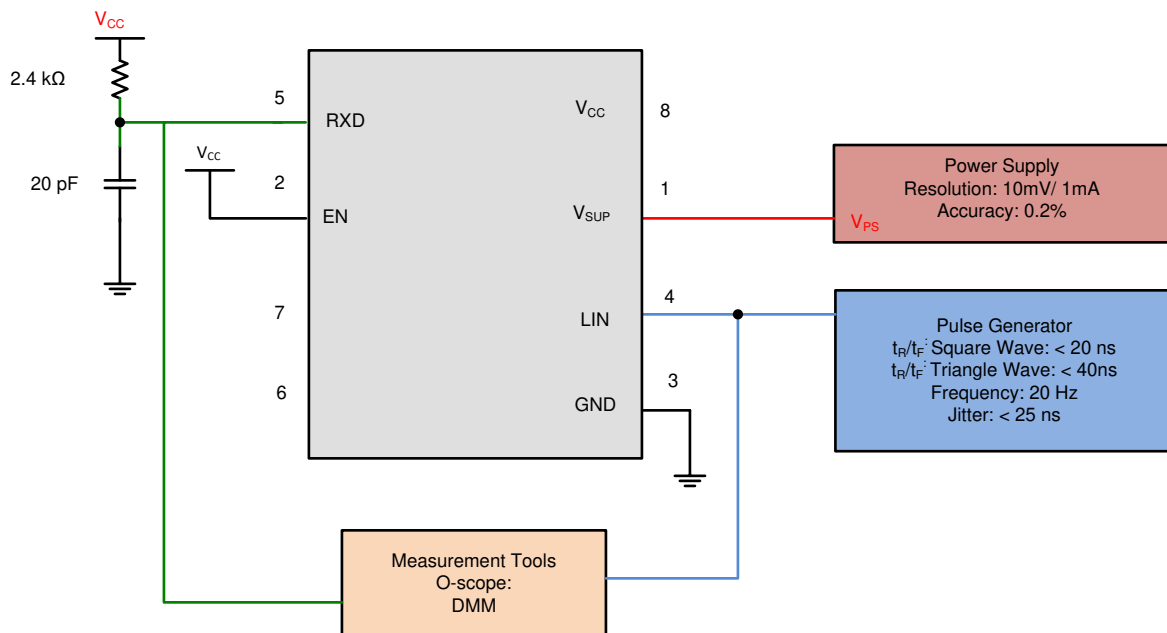 VCC
2.4 kΩ
20 pF
VCC
5
2
7
6
RXD
EN
VCC
VSUP
LIN
GND
8
1
4
3
Power Supply
Resolution: 10mV/ 1mA
Accuracy: 0.2%
VPS
Pulse Generator
tR/tF: Square Wave: < 20 ns
tR/tF: Triangle Wave: < 40ns
Frequency: 20 Hz
Jitter: < 25 ns
Measurement Tools
O-scope:
DMM